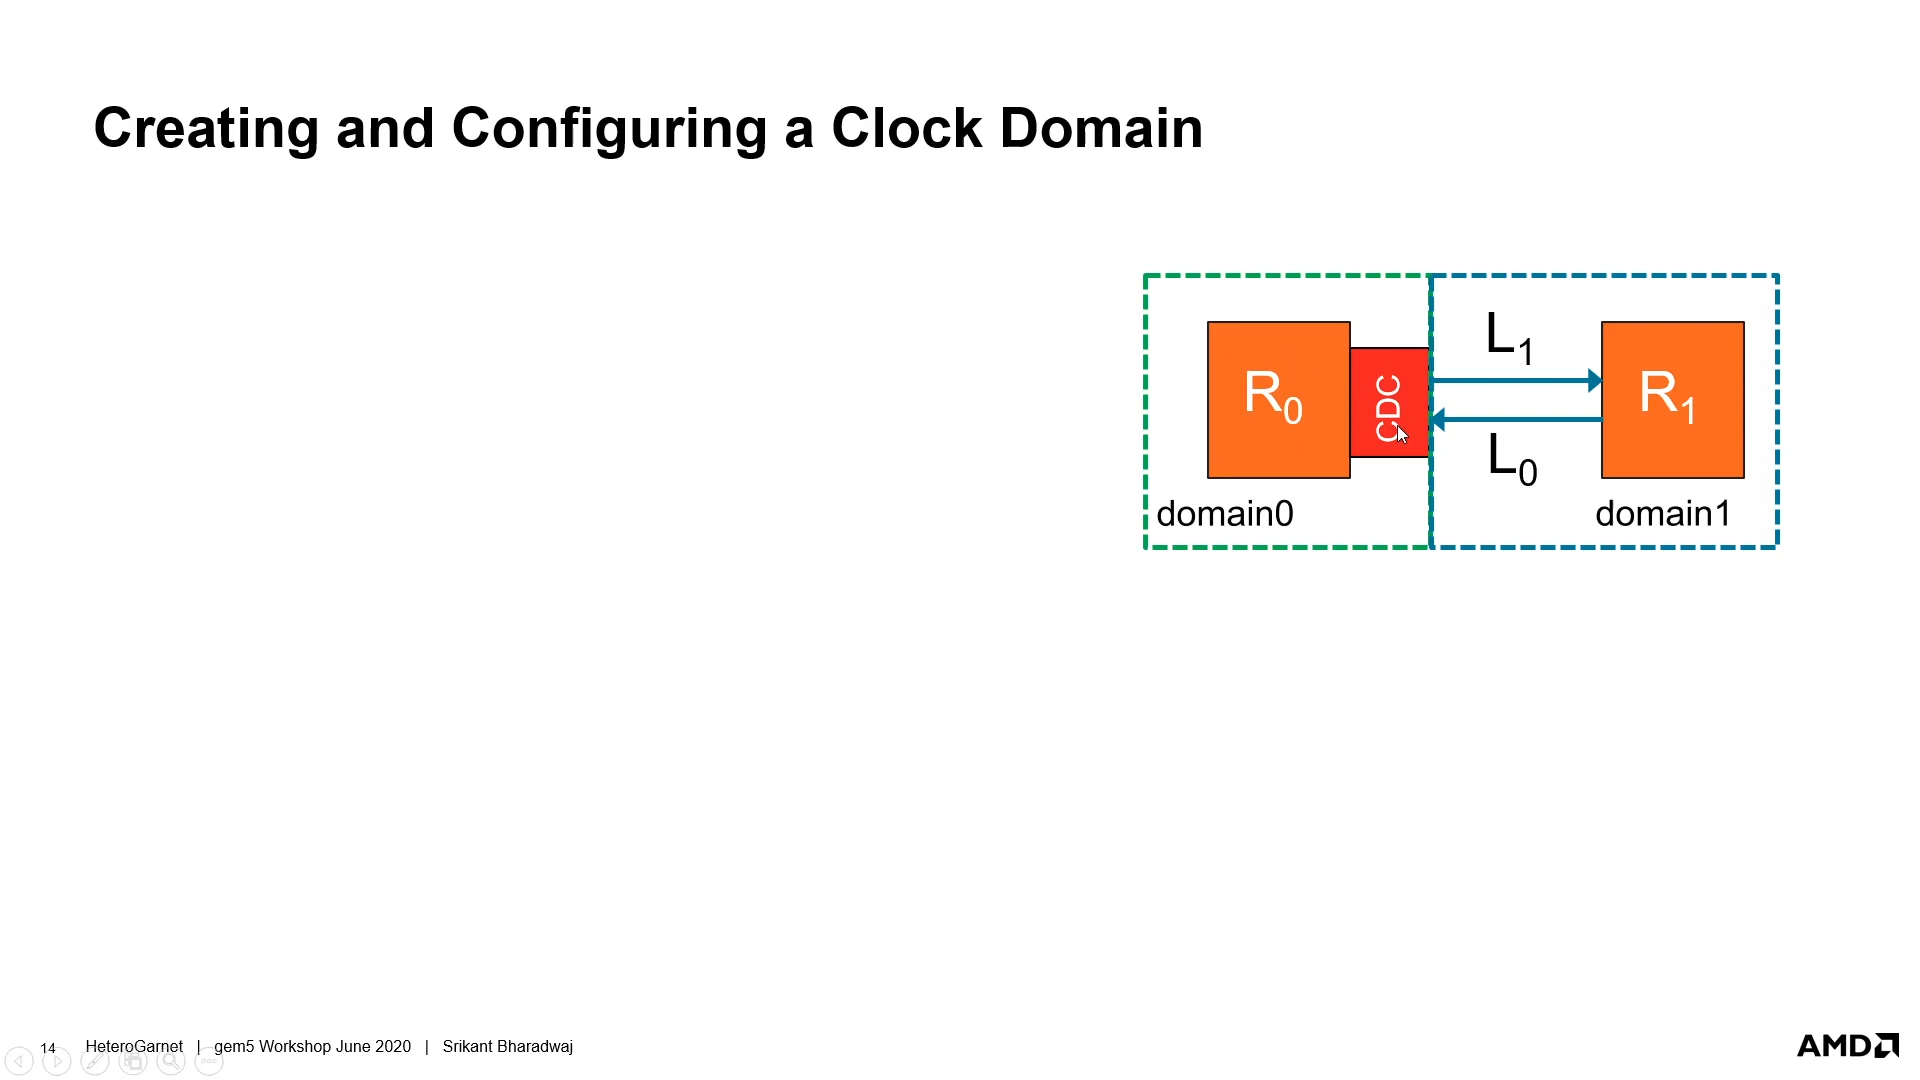 Creating and Configuring a Clock Domain
L1
R0
CDC
R1
L0
domain0
domain1
14 HeteroGarnet | gem5 Workshop June 2020 | Srikant Bharadwaj
AMD